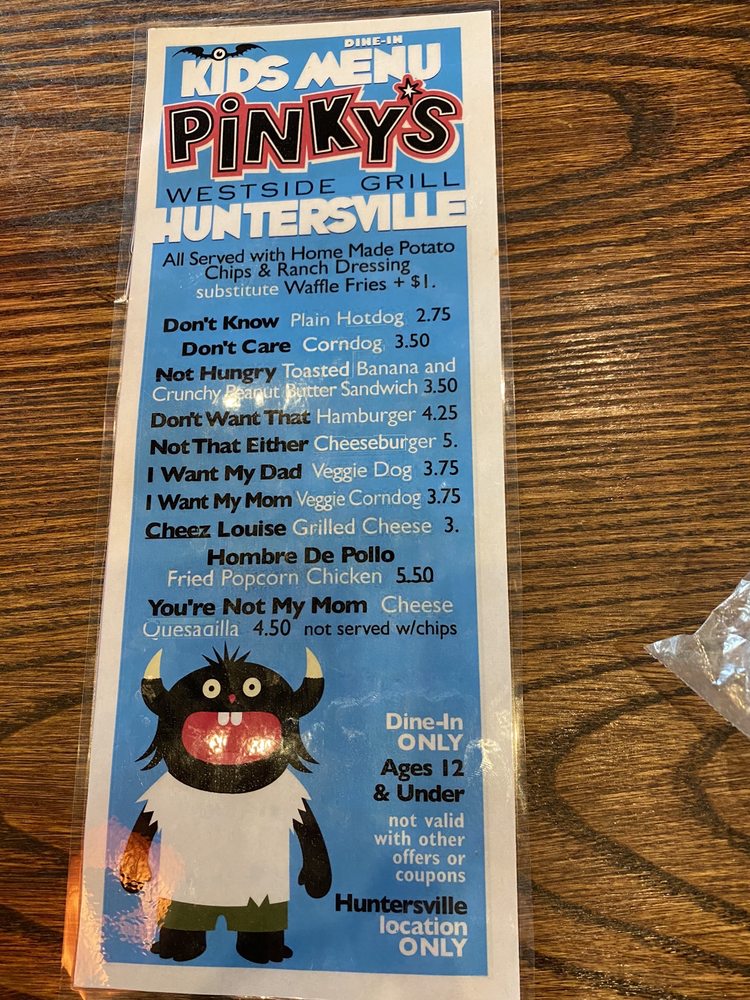 DINE-IN
KIDS MENU
PiNKY'S
WESTSIDE GRILL
HUNTERSVILLE
All Served with Home Made Potato
Chips & Ranch Dressing
substitute Waffle Fries + $1.
Don't Know Plain Hotdog 2.75
Don't Care Corndog 3.50
Not Hungry Toasted Banana and
Crunchy Peanut Butter Sandwich 3.50
Don't Want That Hamburger 4.25
Not That Either Cheeseburger 5.
I Want My Dad Veggie Dog 3.75
I Want My Mom Veggie Corndog 3.75
Cheez Louise Grilled Cheese 3.
Hombre De Pollo
Fried Popcorn Chicken 5.50
You're Not My Mom Cheese
Quesadilla 4.50 not served w/chips
Dine-In
ONLY
Ages 12
& Under
not valid
with other
offers or
coupons
Huntersville
location
ONLY